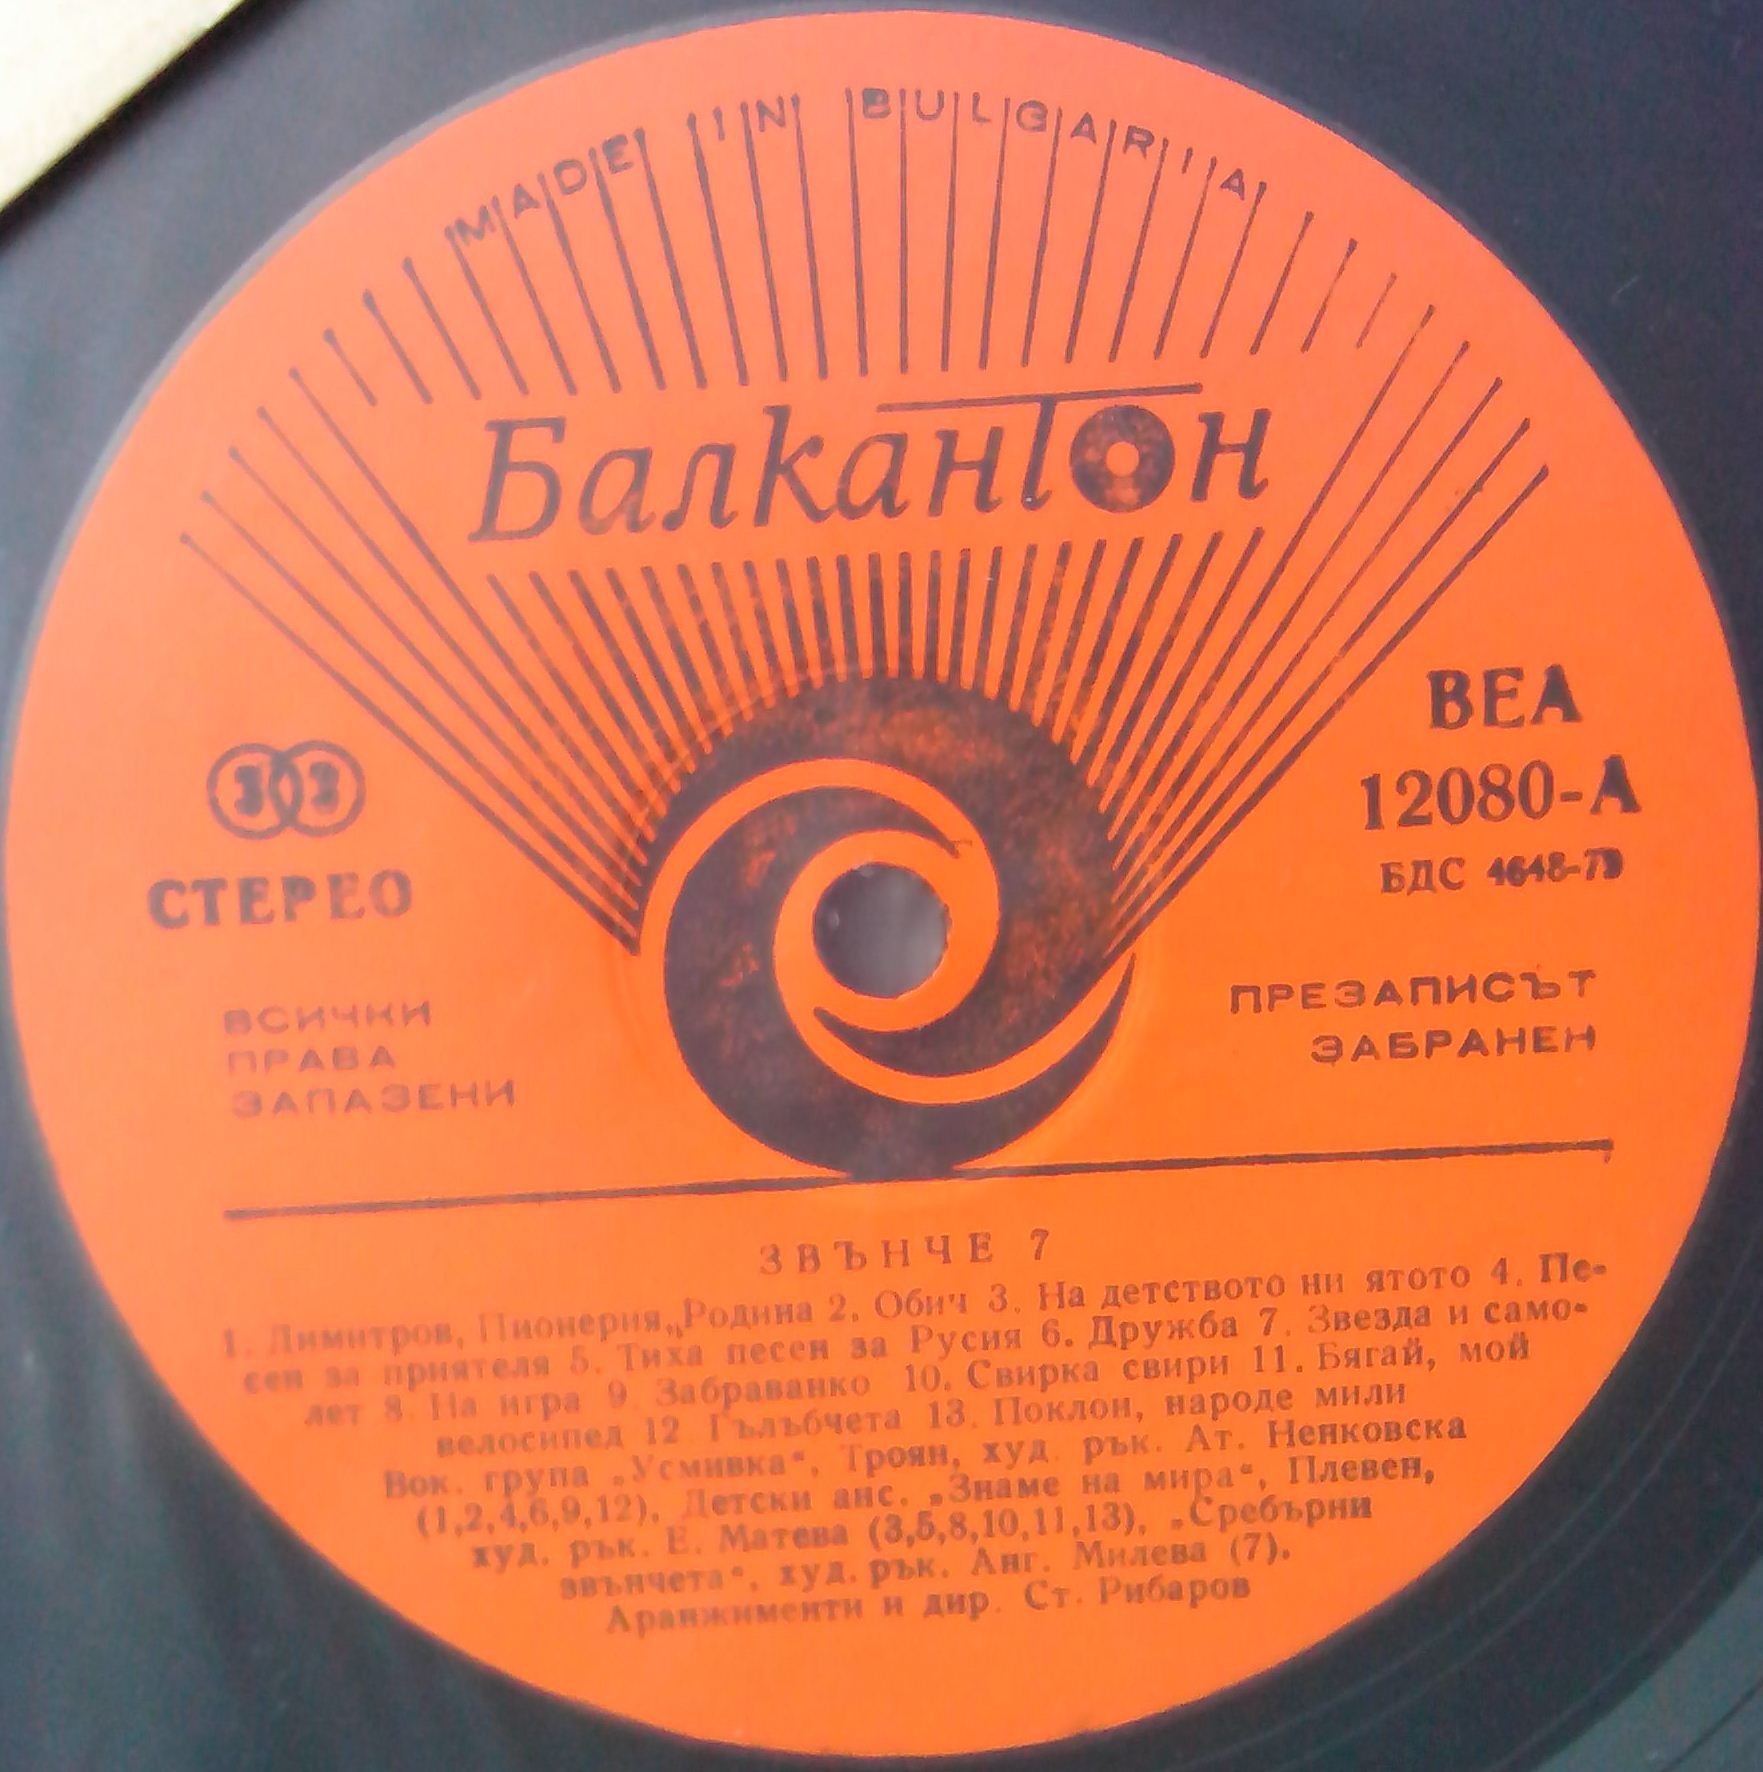 MADE IN BULGARIA
Балкантон
33
СТЕРЕО
ВСИЧКИ
ПРАВА
ЗАПАЗЕНИ
ВЕА
12080-А
БДС 4648-79
ПРЕЗАПИСЪТ
ЗАБРАНЕН
ЗВЪНЧЕ 7
1. Димитров, Пионерия, Родина 2. Обич 3. На детството ни ятото 4. Пе-
сен за приятеля 5. Тиха песен за Русия 6. Дружба 7. Звезда и само-
лет 8. На игра 9. Забраванко 10. Свирка свири 11. Бягай, мой
велосипед 12. Гълъбчета 13. Поклон, народе мили
Вок. група „Усмивка“, Троян, худ. рък. Ат. Ненковска
(1,2,4,6,9,12), Детски анс. „Знаме на мира“, Плевен,
худ. рък. Е. Матева (3,5,8,10,11,13), „Сребърни
звънчета“, худ. рък. Анг. Милева (7).
Аранжименти и дир. Ст. Рибаров